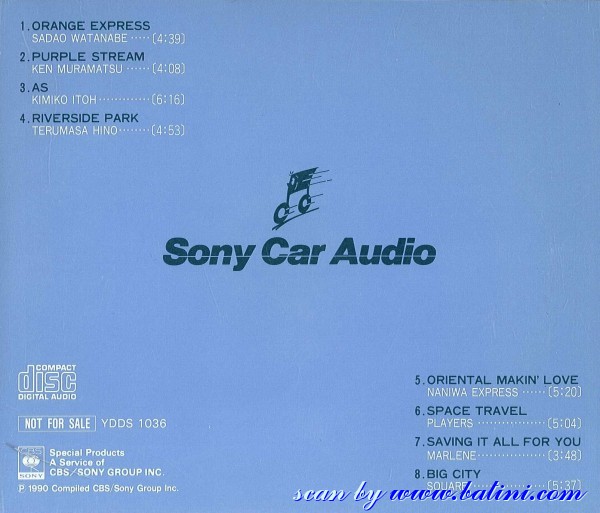 1. ORANGE EXPRESS
SADAO WATANABE ····· (4:39)
2. PURPLE STREAM
KEN MURAMATSU ······ (4:08)
3. AS
KIMIKO ITOH ············ (6:16)
4. RIVERSIDE PARK
TERUMASA HINO ········ (4:53)
Sony Car Audio
COMPACT
disc
DIGITAL AUDIO
NOT FOR SALE YDDS 1036
5. ORIENTAL MAKIN' LOVE
NANIWA EXPRESS ······ (5:20)
6. SPACE TRAVEL
PLAYERS ·················· (5:04)
7. SAVING IT ALL FOR YOU
MARLENE ················· (3:48)
8. BIG CITY
SQUARE ·················· (5:37)
CBS
SONY
Special Products
A Service of
CBS/SONY GROUP INC.
℗ 1990 Compiled CBS/Sony Group Inc.
scan by www.batini.com